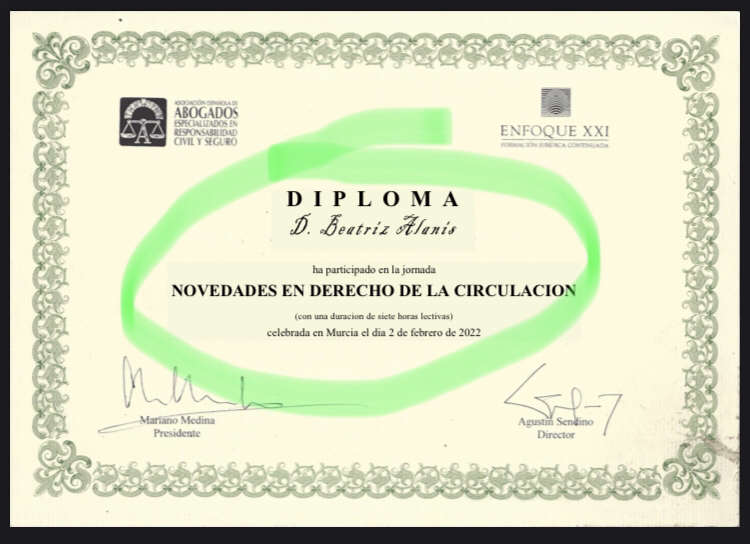 ASOCIACIÓN ESPAÑOLA DE
ABOGADOS
ESPECIALIZADOS EN
RESPONSABILIDAD
CIVIL Y SEGURO
ENFOQUE XXI
FORMACIÓN JURÍDICA CONTINUADA
DIPLOMA
D. Beatriz Alanis
ha participado en la jornada
NOVEDADES EN DERECHO DE LA CIRCULACION
(con una duracion de siete horas lectivas)
celebrada en Murcia el dia 2 de febrero de 2022
Mariano Medina
Presidente
Agustín Sendino
Director